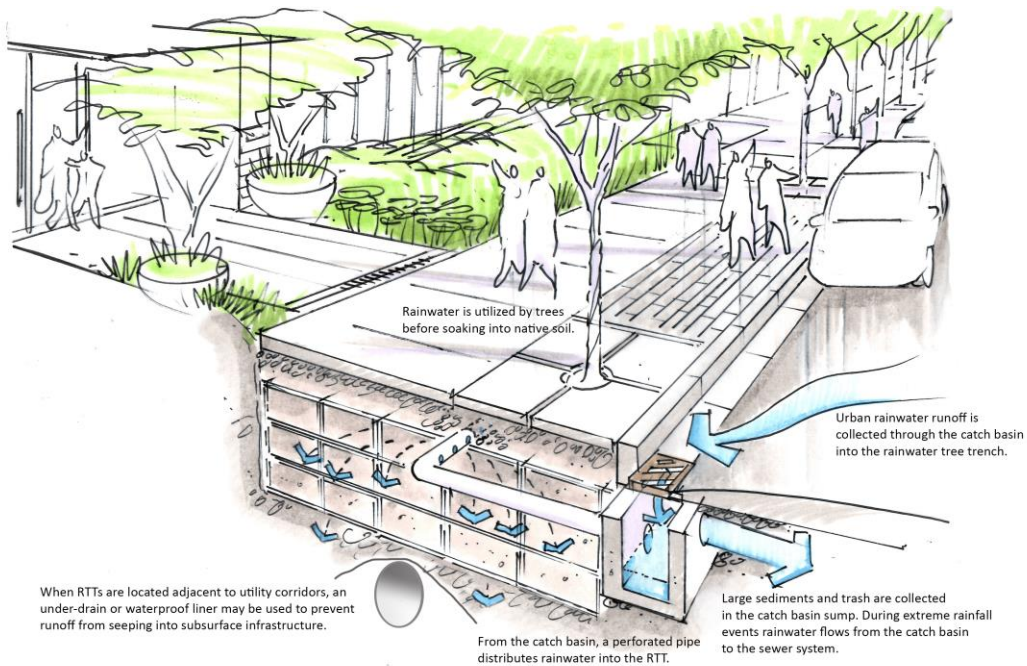 Rainwater is utilized by trees
before soaking into native soil.
Urban rainwater runoff is
collected through the catch basin
into the rainwater tree trench.
When RTTs are located adjacent to utility corridors, an
under-drain or waterproof liner may be used to prevent
runoff from seeping into subsurface infrastructure.
From the catch basin, a perforated pipe
distributes rainwater into the RTT.
Large sediments and trash are collected
in the catch basin sump. During extreme rainfall
events rainwater flows from the catch basin
to the sewer system.